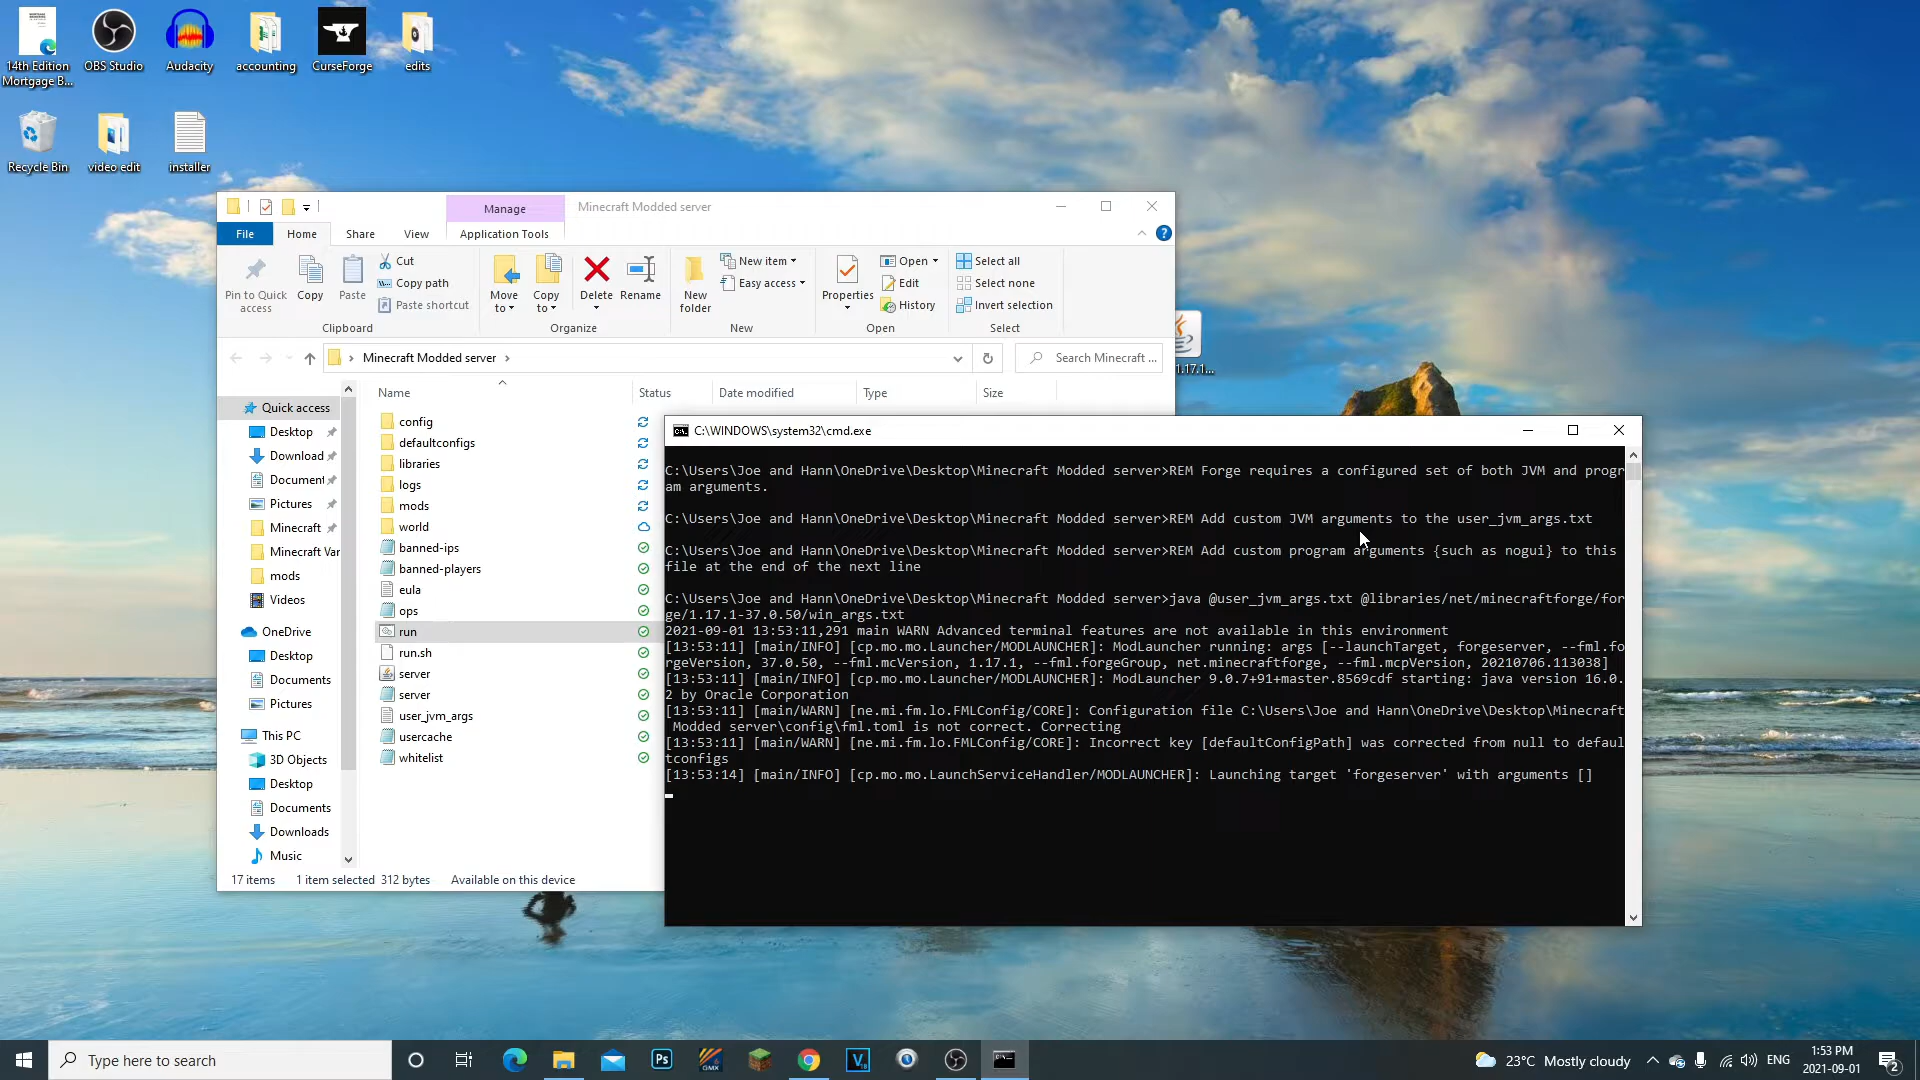 14th Edition
Mortgage B...
OBS Studio
Audacity
accounting
CurseForge
edits
Recycle Bin
video edit
installer
Manage
Minecraft Modded server
File
Home
Share
View
Application Tools
Pin to Quick
access
Copy
Paste
Cut
Copy path
Paste shortcut
Clipboard
Move
to
Copy
to
Delete
Rename
Organize
New
folder
New item
Easy access
New
Properties
Open
Edit
History
Open
Select all
Select none
Invert selection
Select
Minecraft Modded server
Search Minecraft ...
1.17.1...
Name
Status
Date modified
Type
Size
Quick access
Desktop
Download
Document
Pictures
Minecraft
Minecraft Var
mods
Videos
OneDrive
Desktop
Documents
Pictures
This PC
3D Objects
Desktop
Documents
Downloads
Music
config
defaultconfigs
libraries
logs
mods
world
banned-ips
banned-players
eula
ops
run
run.sh
server
server
user_jvm_args
usercache
whitelist
17 items
1 item selected 312 bytes
Available on this device
C:\WINDOWS\system32\cmd.exe
C:\Users\Joe and Hann\OneDrive\Desktop\Minecraft Modded server>REM Forge requires a configured set of both JVM and progr
am arguments.
C:\Users\Joe and Hann\OneDrive\Desktop\Minecraft Modded server>REM Add custom JVM arguments to the user_jvm_args.txt
C:\Users\Joe and Hann\OneDrive\Desktop\Minecraft Modded server>REM Add custom program arguments {such as nogui} to this
file at the end of the next line
C:\Users\Joe and Hann\OneDrive\Desktop\Minecraft Modded server>java @user_jvm_args.txt @libraries/net/minecraftforge/for
ge/1.17.1-37.0.50/win_args.txt
2021-09-01 13:53:11,291 main WARN Advanced terminal features are not available in this environment
[13:53:11] [main/INFO] [cp.mo.mo.Launcher/MODLAUNCHER]: ModLauncher running: args [--launchTarget, forgeserver, --fml.fo
rgeVersion, 37.0.50, --fml.mcVersion, 1.17.1, --fml.forgeGroup, net.minecraftforge, --fml.mcpVersion, 20210706.113038]
[13:53:11] [main/INFO] [cp.mo.mo.Launcher/MODLAUNCHER]: ModLauncher 9.0.7+91+master.8569cdf starting: java version 16.0.
2 by Oracle Corporation
[13:53:11] [main/WARN] [ne.mi.fm.lo.FMLConfig/CORE]: Configuration file C:\Users\Joe and Hann\OneDrive\Desktop\Minecraft
Modded server\config\fml.toml is not correct. Correcting
[13:53:11] [main/WARN] [ne.mi.fm.lo.FMLConfig/CORE]: Incorrect key [defaultConfigPath] was corrected from null to defaul
tconfigs
[13:53:14] [main/INFO] [cp.mo.mo.LaunchServiceHandler/MODLAUNCHER]: Launching target 'forgeserver' with arguments []
Type here to search
Ps
GMX
V
23°C Mostly cloudy
ENG
1:53 PM
2021-09-01
2